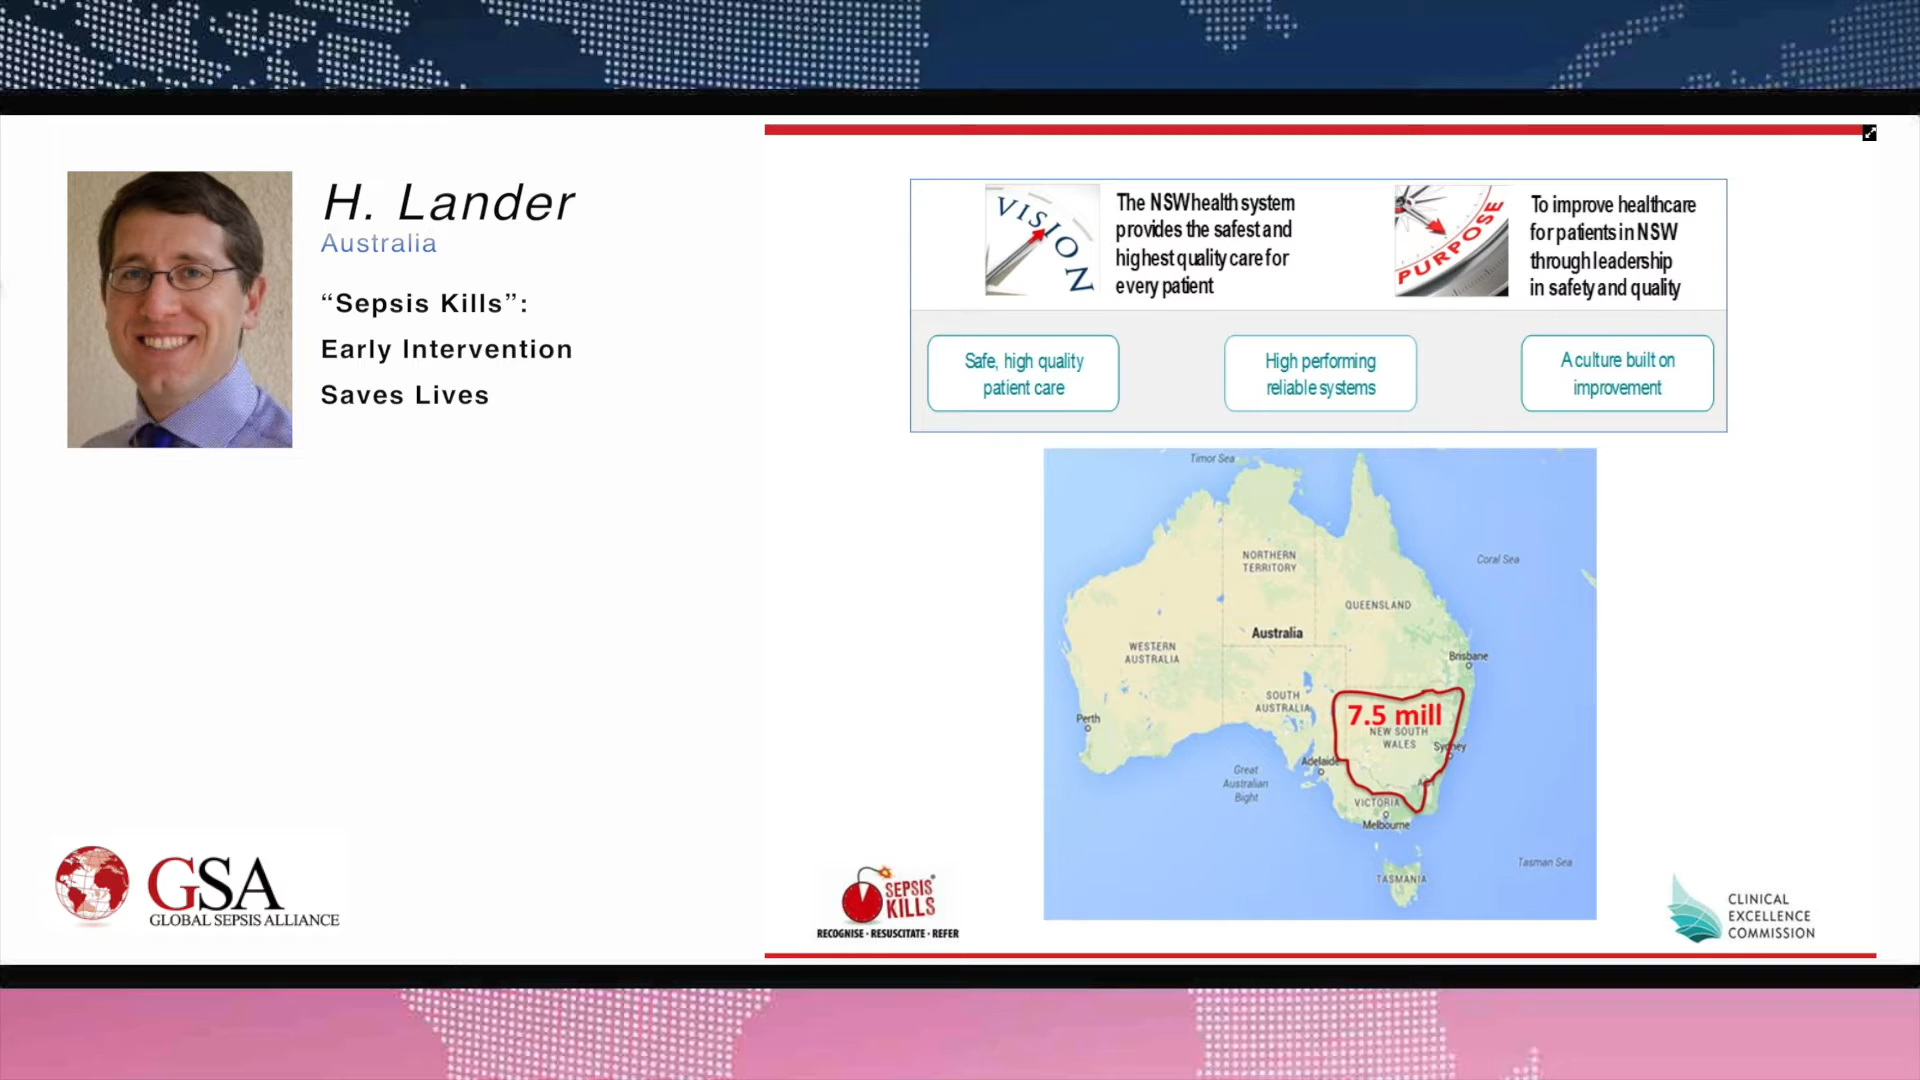 H. Lander
Australia
“Sepsis Kills”:
Early Intervention
Saves Lives
GSA
GLOBAL SEPSIS ALLIANCE
VISION
The NSW health system
provides the safest and
highest quality care for
every patient
PURPOSE
To improve healthcare
for patients in NSW
through leadership
in safety and quality
Safe, high quality
patient care
High performing
reliable systems
A culture built on
improvement
Timor Sea
NORTHERN
TERRITORY
Coral Sea
QUEENSLAND
Australia
WESTERN
AUSTRALIA
Brisbane
SOUTH
AUSTRALIA
7.5 mill
NEW SOUTH
WALES
Perth
Sydney
Adelaide
Great
Australian
Bight
VICTORIA
Melbourne
Tasman Sea
TASMANIA
SEPSIS
KILLS
RECOGNISE · RESUSCITATE · REFER
CLINICAL
EXCELLENCE
COMMISSION